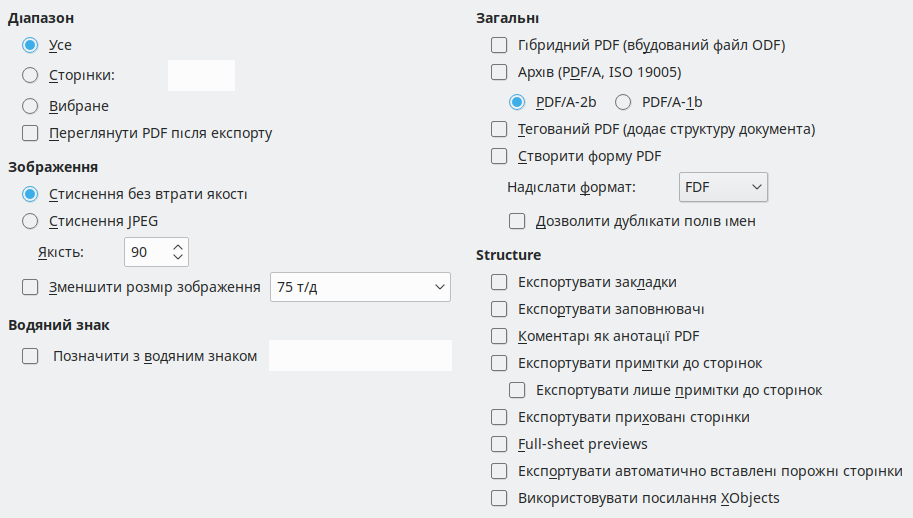 Діапазон
Усе
Сторінки:
Вибране
Переглянути PDF після експорту
Зображення
Стиснення без втрати якості
Стиснення JPEG
Якість: 90
Зменшити розмір зображення 75 т/д
Водяний знак
Позначити з водяним знаком
Загальні
Гібридний PDF (вбудований файл ODF)
Архів (PDF/A, ISO 19005)
PDF/A-2b PDF/A-1b
Тегований PDF (додає структуру документа)
Створити форму PDF
Надіслати формат: FDF
Дозволити дублікати полів імен
Structure
Експортувати закладки
Експортувати заповнювачі
Коментарі як анотації PDF
Експортувати примітки до сторінок
Експортувати лише примітки до сторінок
Експортувати приховані сторінки
Full-sheet previews
Експортувати автоматично вставлені порожні сторінки
Використовувати посилання XObjects